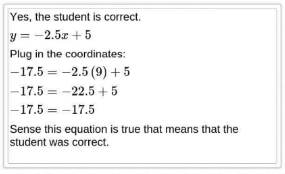 Yes, the student is correct.
y = −2.5x + 5
Plug in the coordinates:
−17.5 = −2.5 (9) + 5
−17.5 = −22.5 + 5
−17.5 = −17.5
Sense this equation is true that means that the
student was correct.